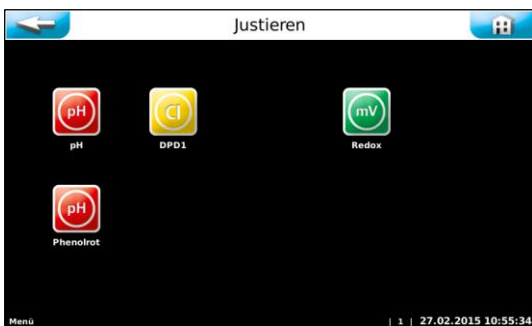 Justieren
pH
Cl
mV
pH
DPD1
Redox
pH
Phenolrot
Menü
| 1 | 27.02.2015 10:55:34